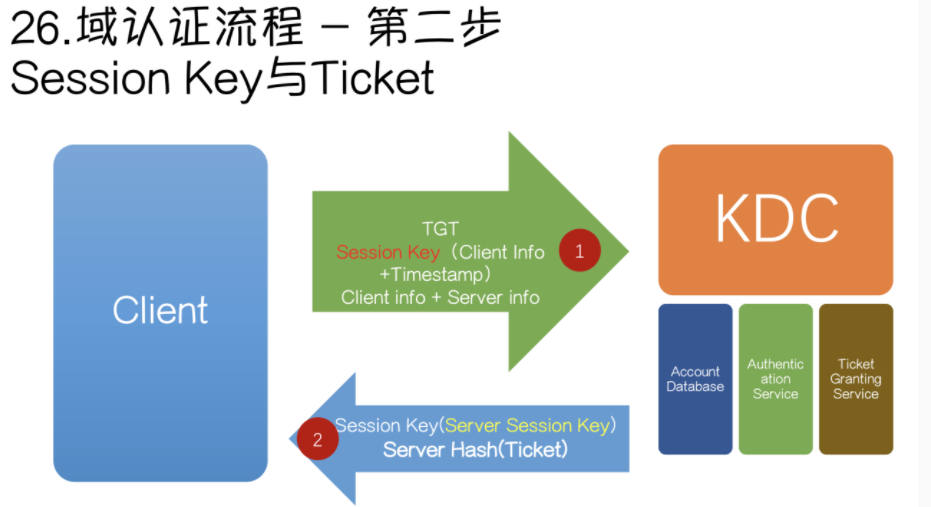 26.域认证流程 – 第二步
Session Key与Ticket
Client
TGT
Session Key（Client Info
+Timestamp）
Client info + Server info
1
KDC
Account
Database
Authentic
ation
Service
Ticket
Granting
Service
2
Session Key(Server Session Key)
Server Hash(Ticket)